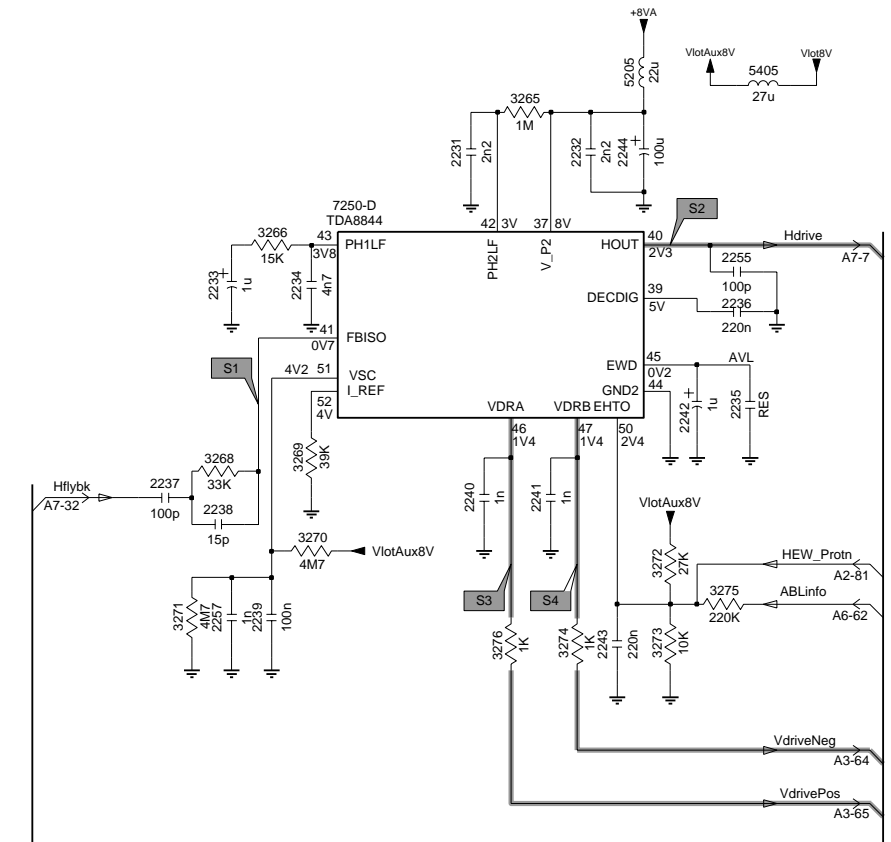 +8VA
VlotAux8V
Vlot8V
5205
22u
5405
27u
3265
1M
2231
2n2
2232
2n2
2244
+
100u
7250-D
TDA8844
42
3V
37
8V
S2
3266
15K
43
3V8
PH1LF
PH2LF
V_P2
HOUT
40
2V3
Hdrive
A7-7
2233
+
1u
2234
4n7
2255
100p
DECDIG
39
5V
2236
220n
41
0V7
FBISO
S1
4V2
51
VSC
I_REF
52
4V
EWD
45
0V2
AVL
GND2
44
2242
+
1u
2235
RES
VDRA
VDRB
EHTO
46
1V4
47
1V4
50
2V4
3269
39K
3268
33K
Hflybk
A7-32
2237
100p
2238
15p
2240
1n
2241
1n
VlotAux8V
3270
4M7
VlotAux8V
3272
27K
HEW_Protn
A2-81
3275
220K
ABLinfo
A6-62
S3
S4
3271
4M7
2257
1n
2239
100n
3276
1K
3274
1K
2243
220n
3273
10K
VdriveNeg
A3-64
VdrivePos
A3-65